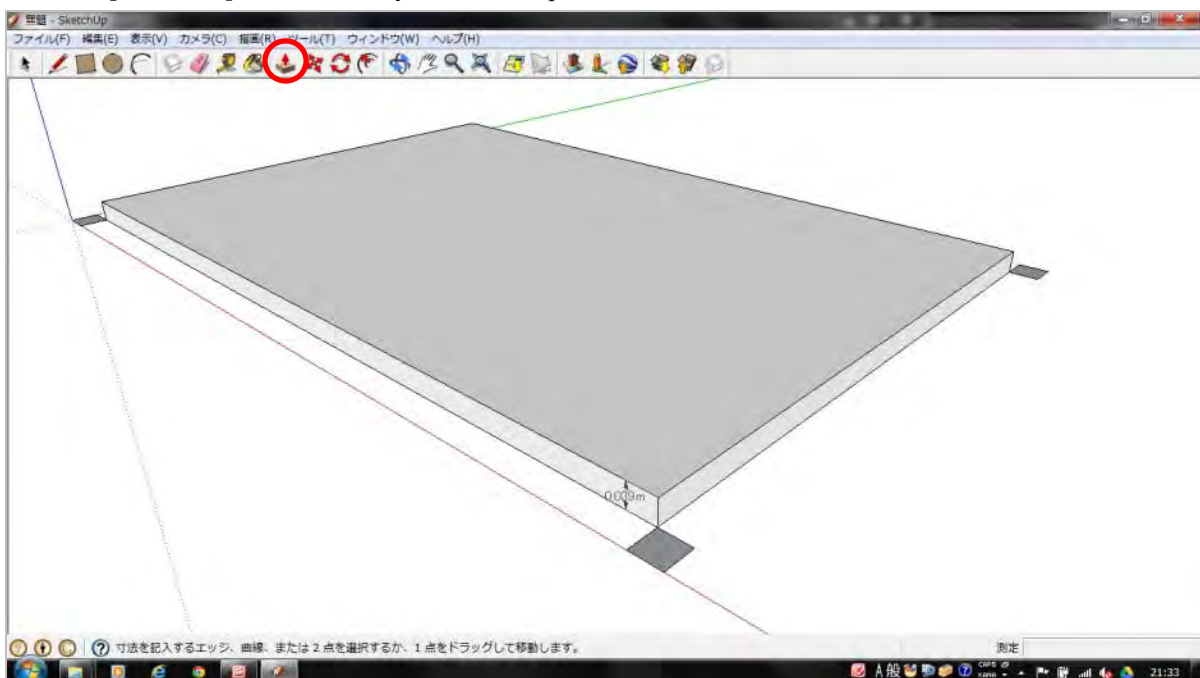 無題 - SketchUp
ファイル(F) 編集(E) 表示(V) カメラ(C) 描画(R) ツール(T) ウィンドウ(W) ヘルプ(H)
0.039m
寸法を記入するエッジ、曲線、または 2 点を選択するか、1 点をドラッグして移動します。
測定
A 般
CAPS
KANA
21:33